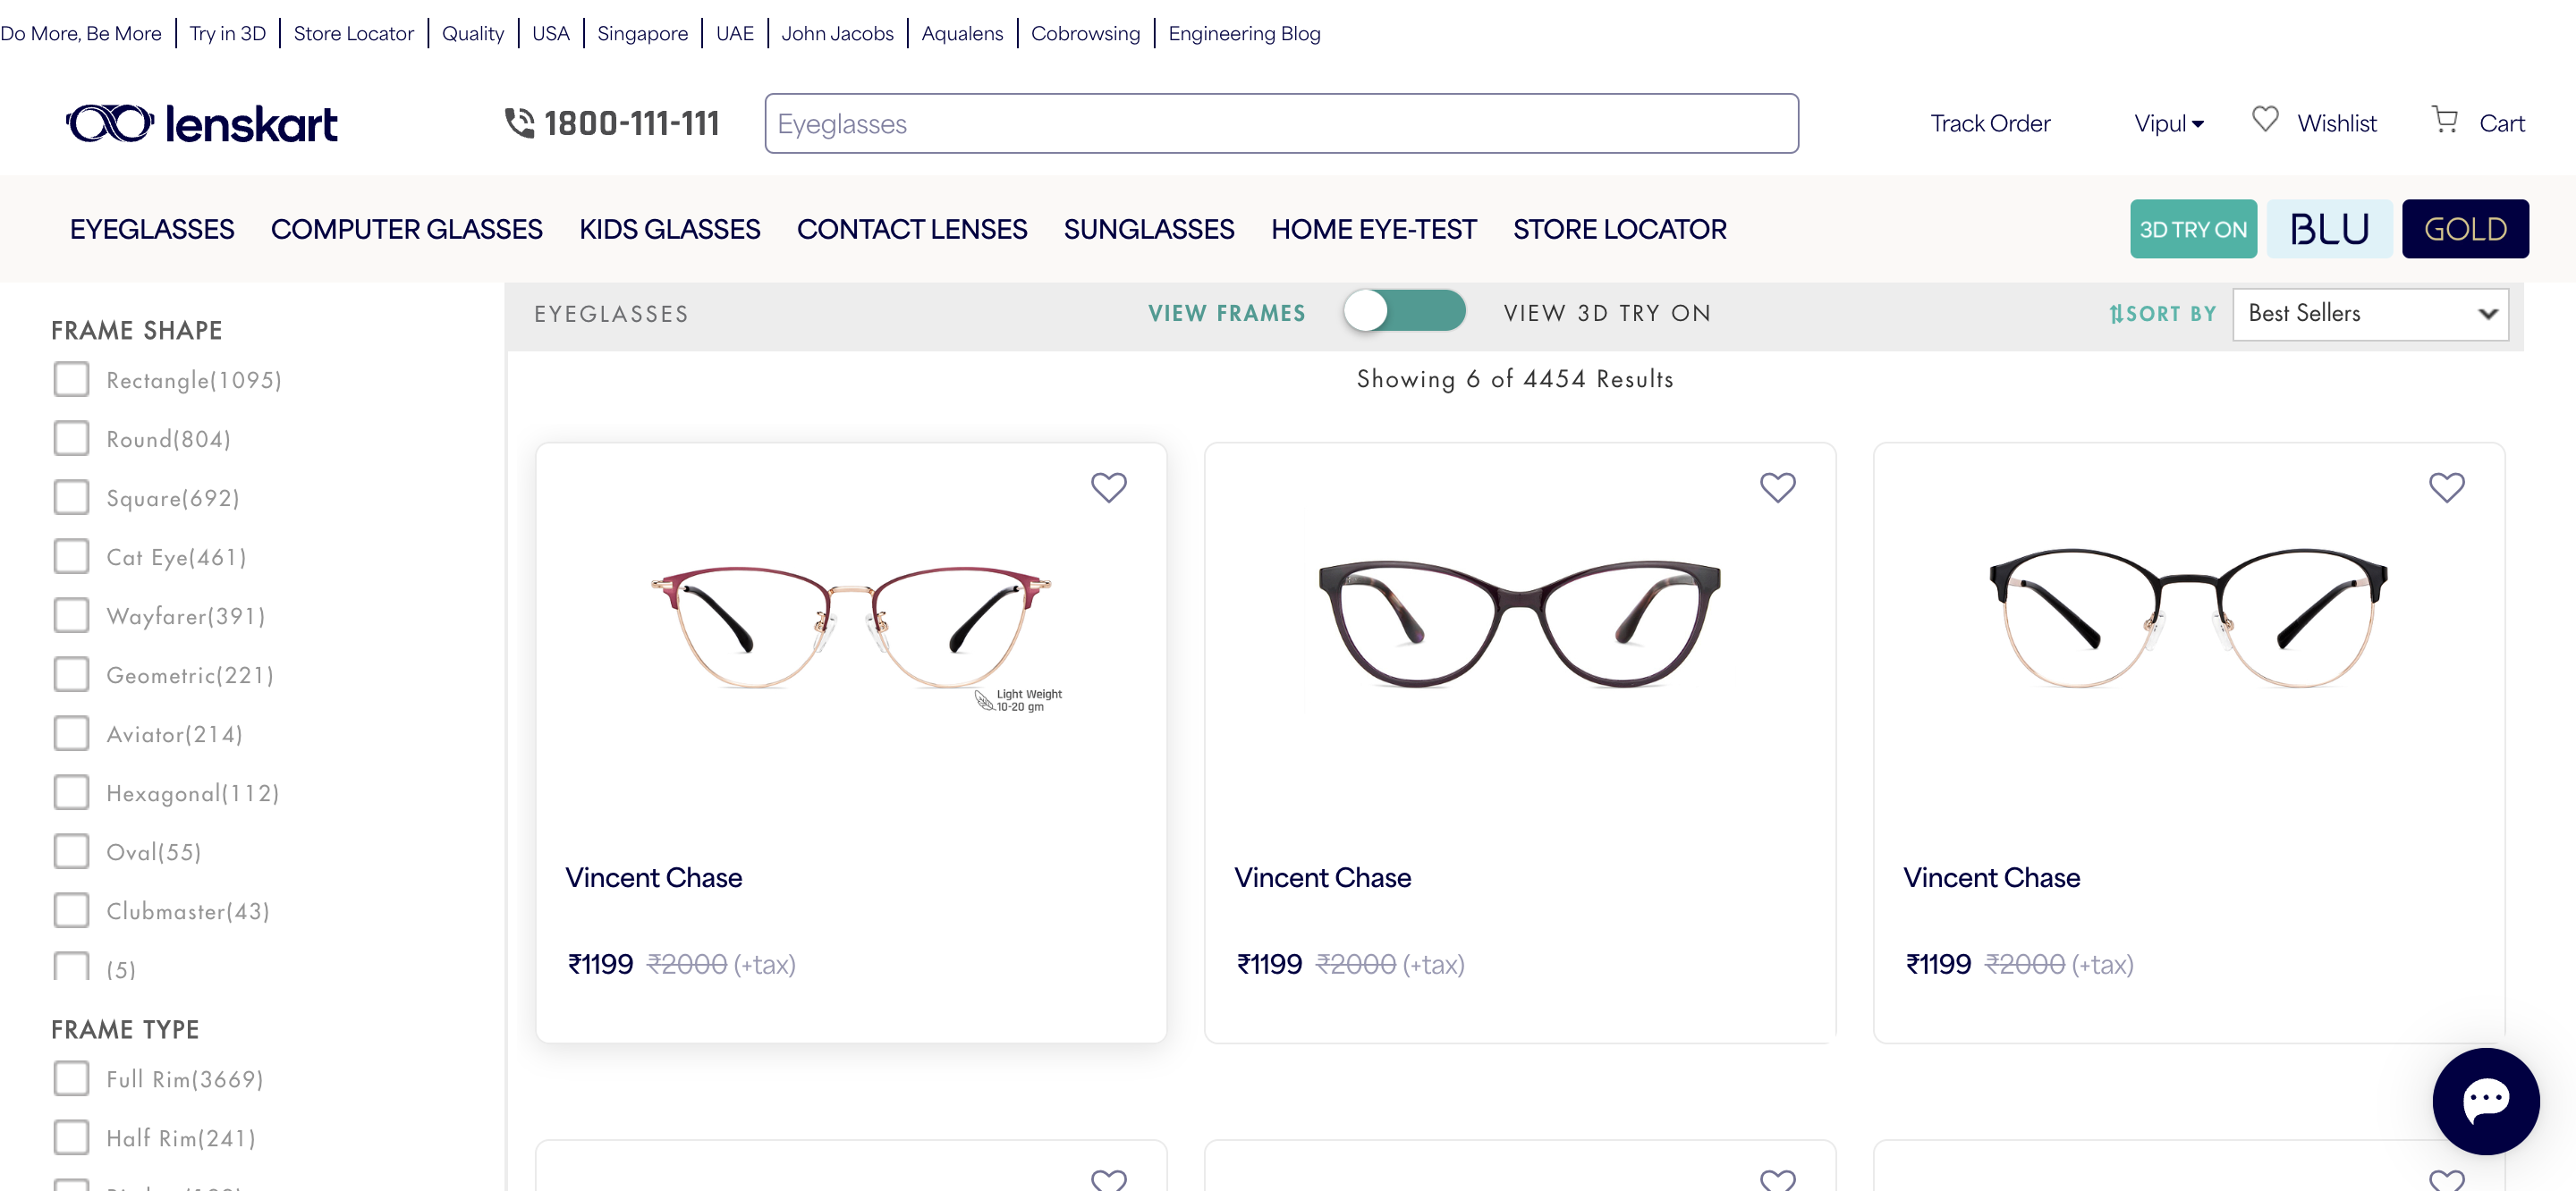 Do More, Be More | Try in 3D | Store Locator | Quality | USA | Singapore | UAE | John Jacobs | Aqualens | Cobrowsing | Engineering Blog
lenskart 1800-111-111 Eyeglasses Track Order Vipul Wishlist Cart
EYEGLASSES COMPUTER GLASSES KIDS GLASSES CONTACT LENSES SUNGLASSES HOME EYE-TEST STORE LOCATOR 3D TRY ON BLU GOLD
EYEGLASSES VIEW FRAMES VIEW 3D TRY ON SORT BY Best Sellers
Showing 6 of 4454 Results
FRAME SHAPE
Rectangle(1095)
Round(804)
Square(692)
Cat Eye(461)
Wayfarer(391)
Geometric(221)
Aviator(214)
Hexagonal(112)
Oval(55)
Clubmaster(43)
(5)
FRAME TYPE
Full Rim(3669)
Half Rim(241)
Light Weight
10-20 gm
Vincent Chase
₹1199 ₹2000 (+tax)
Vincent Chase
₹1199 ₹2000 (+tax)
Vincent Chase
₹1199 ₹2000 (+tax)